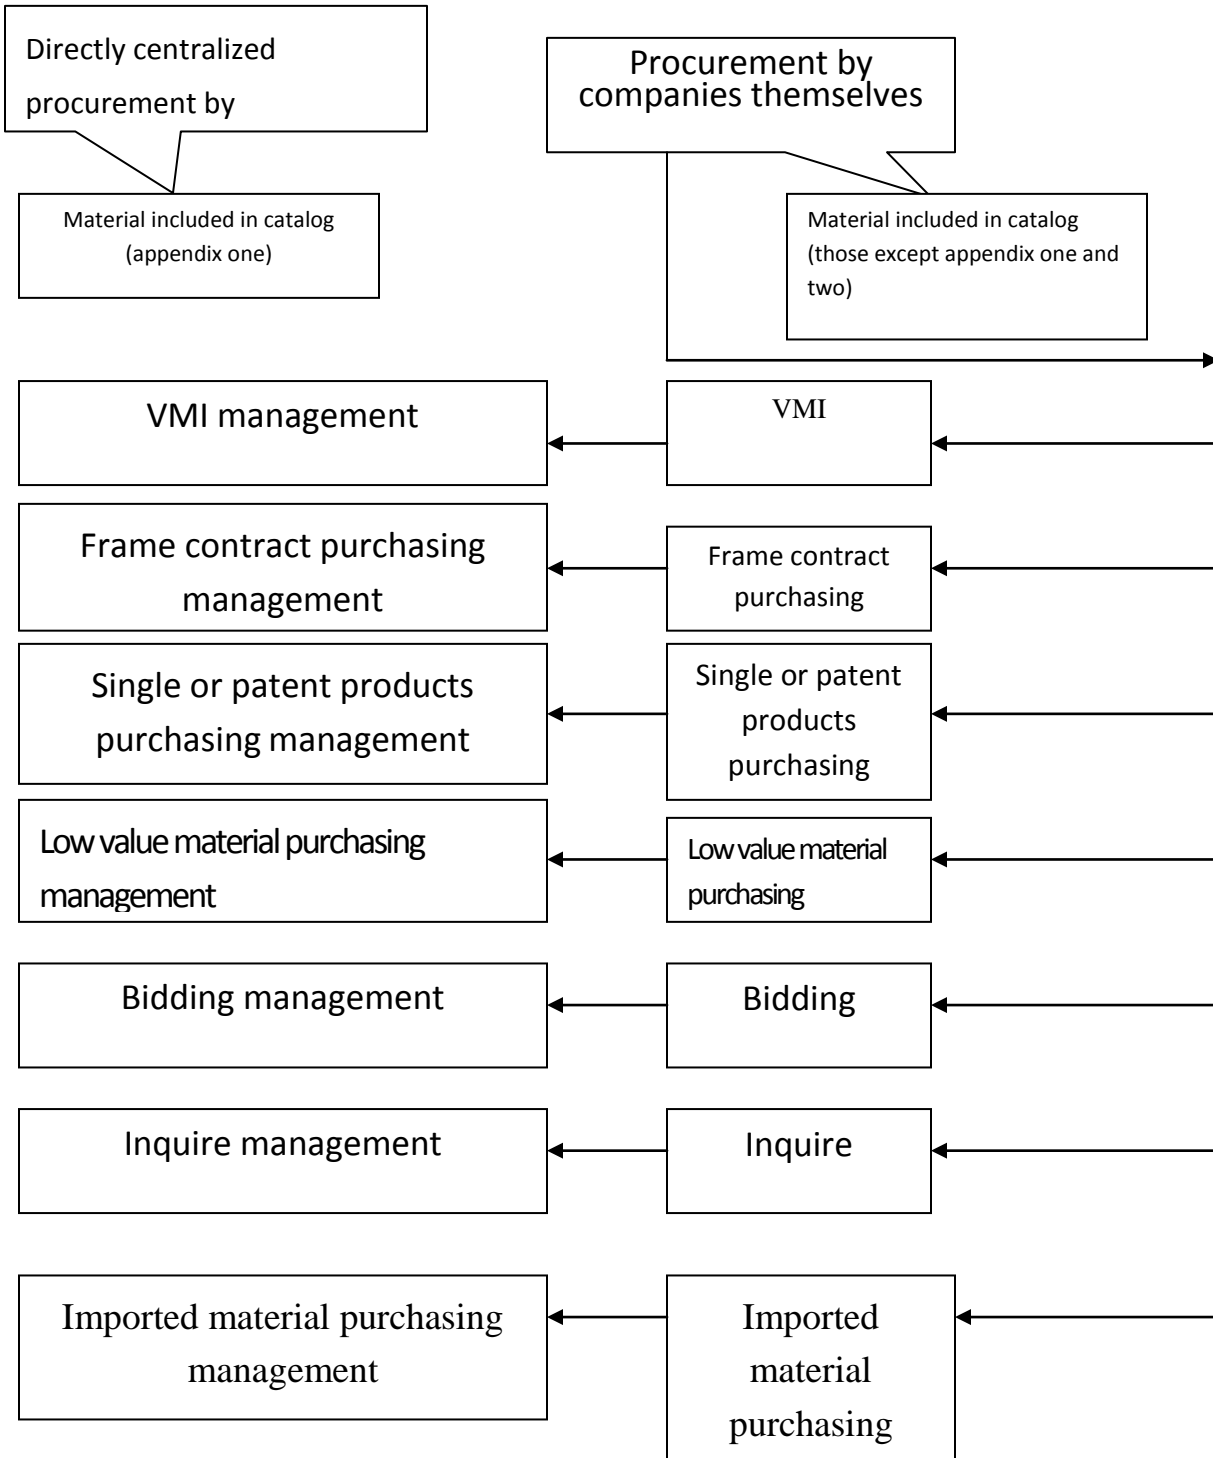 Directly centralized
procurement by
Procurement by
companies themselves
Material included in catalog
(appendix one)
Material included in catalog
(those except appendix one and
two)
VMI management
VMI
Frame contract purchasing
management
Frame contract
purchasing
Single or patent products
purchasing management
Single or patent
products
purchasing
Low value material purchasing
management
Low value material
purchasing
Bidding management
Bidding
Inquire management
Inquire
Imported material purchasing
management
Imported
material
purchasing